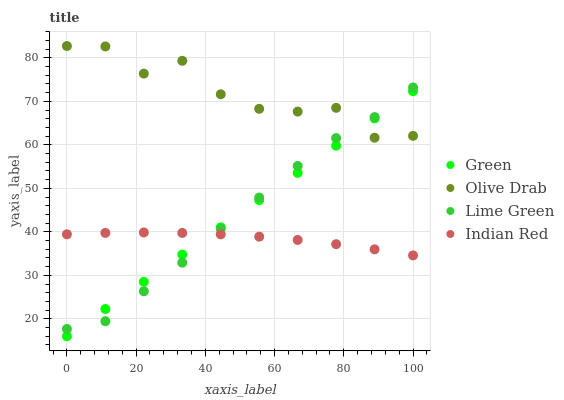 title
yaxis_label
80
70
60
50
40
30
20
0
20
40
60
80
100
xaxis_label
Green
Olive Drab
Lime Green
Indian Red